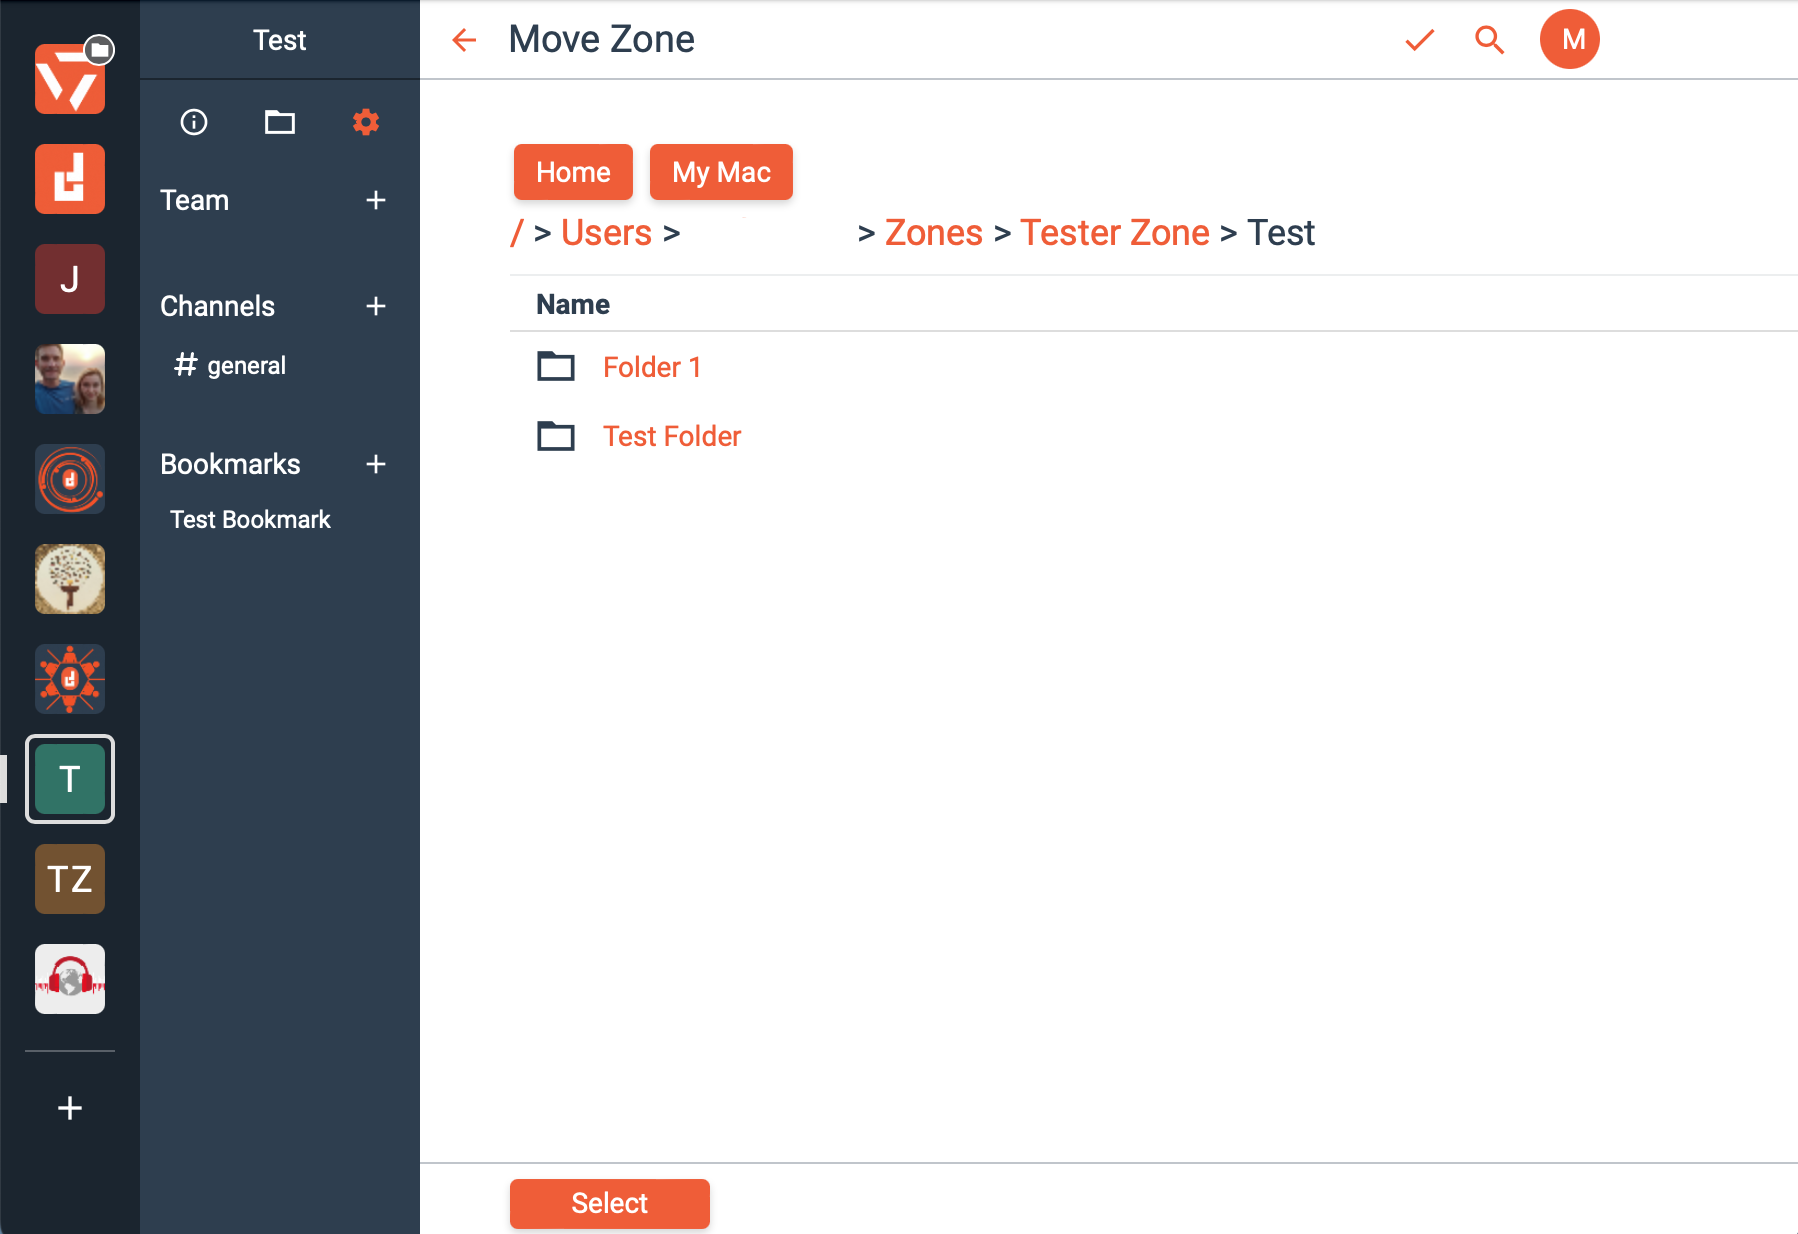 Test
Move Zone
M
Home
My Mac
/ > Users > > Zones > Tester Zone > Test
Name
Folder 1
Test Folder
Select
Team +
Channels +
# general
Bookmarks +
Test Bookmark
J
T
TZ
+